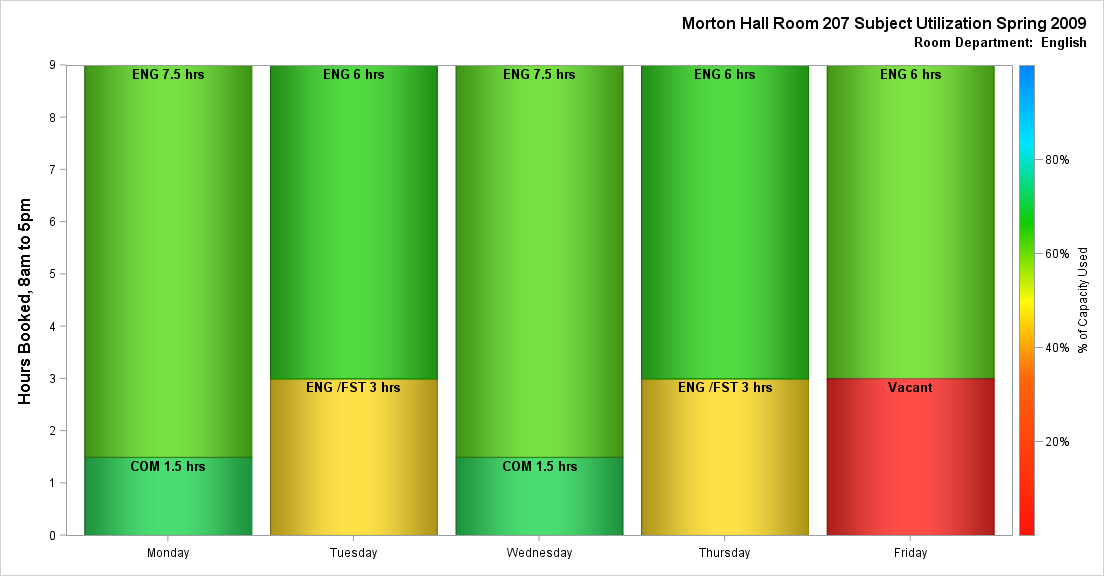 Morton Hall Room 207 Subject Utilization Spring 2009
Room Department:  English
Hours Booked, 8am to 5pm
9
8
7
6
5
4
3
2
1
0
ENG 7.5 hrs
COM 1.5 hrs
ENG 6 hrs
ENG /FST 3 hrs
ENG 7.5 hrs
COM 1.5 hrs
ENG 6 hrs
ENG /FST 3 hrs
ENG 6 hrs
Vacant
Monday
Tuesday
Wednesday
Thursday
Friday
80%
60%
40%
20%
% of Capacity Used